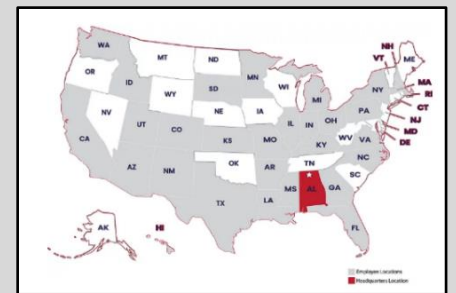 WA
MT
ND
MN
NH
VT
ME
OR
ID
SD
WI
MI
NY
MA
RI
WY
IA
PA
CT
NV
NE
IL
IN
OH
NJ
UT
CO
KS
MO
KY
WV
VA
MD
DE
CA
OK
AR
TN
NC
AZ
NM
MS
AL
GA
SC
TX
LA
FL
AK
HI
Employee Locations
Headquarters Location